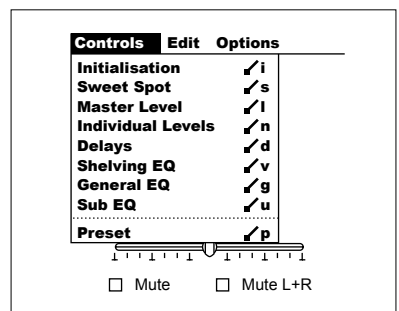 Controls Edit Options
Initialisation i
Sweet Spot s
Master Level l
Individual Levels n
Delays d
Shelving EQ v
General EQ g
Sub EQ u
Preset p
Mute Mute L+R